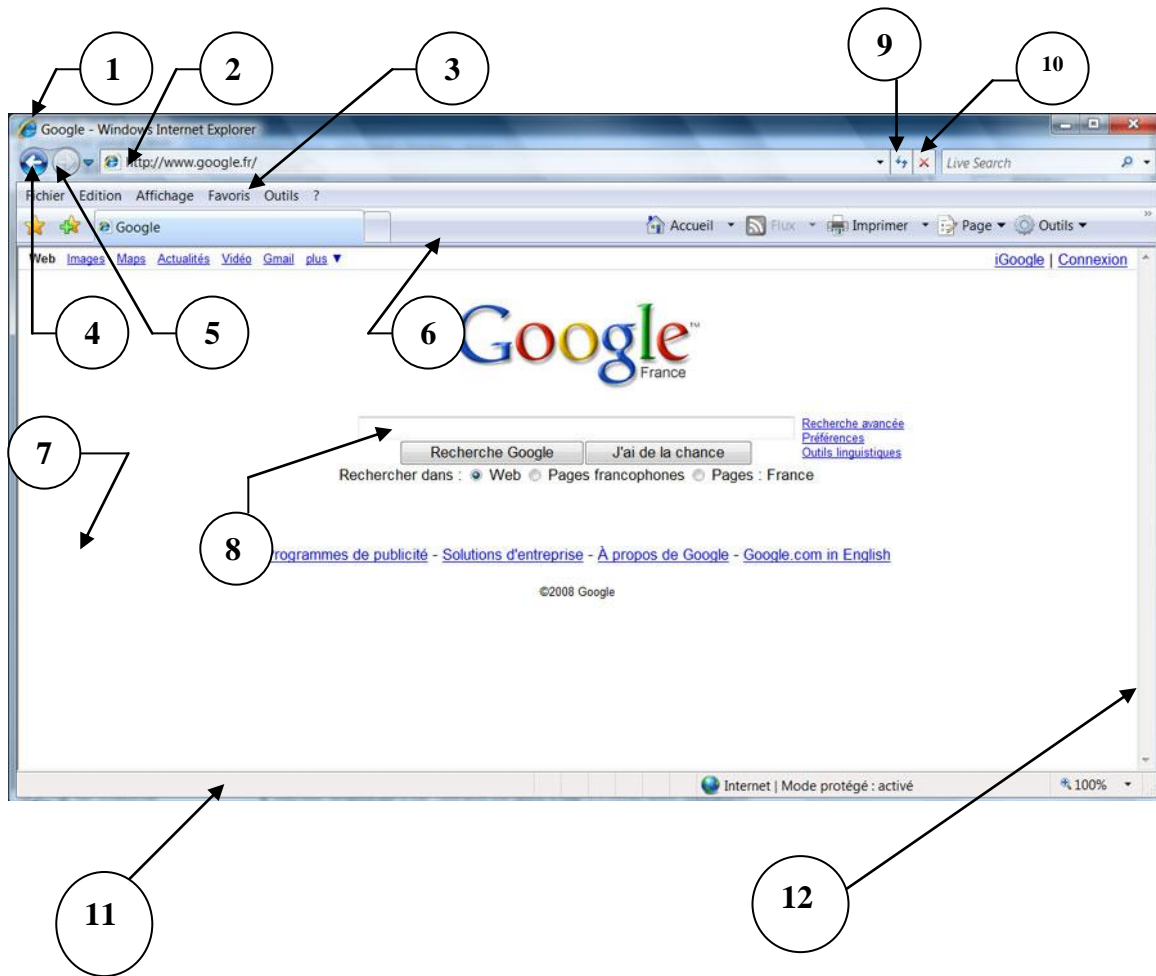 1 2 3 9 10
Google - Windows Internet Explorer
http://www.google.fr/ Live Search
Fichier Edition Affichage Favoris Outils ?
Google Accueil Flux Imprimer Page Outils
Web Images Maps Actualités Vidéo Gmail plus ▼ iGoogle | Connexion
4 5 6
Google™
France
7
Recherche avancée
Préférences
Outils linguistiques
Recherche Google J'ai de la chance
Rechercher dans : Web Pages francophones Pages : France
8
Programmes de publicité - Solutions d'entreprise - À propos de Google - Google.com in English
©2008 Google
Internet | Mode protégé : activé 100%
11 12